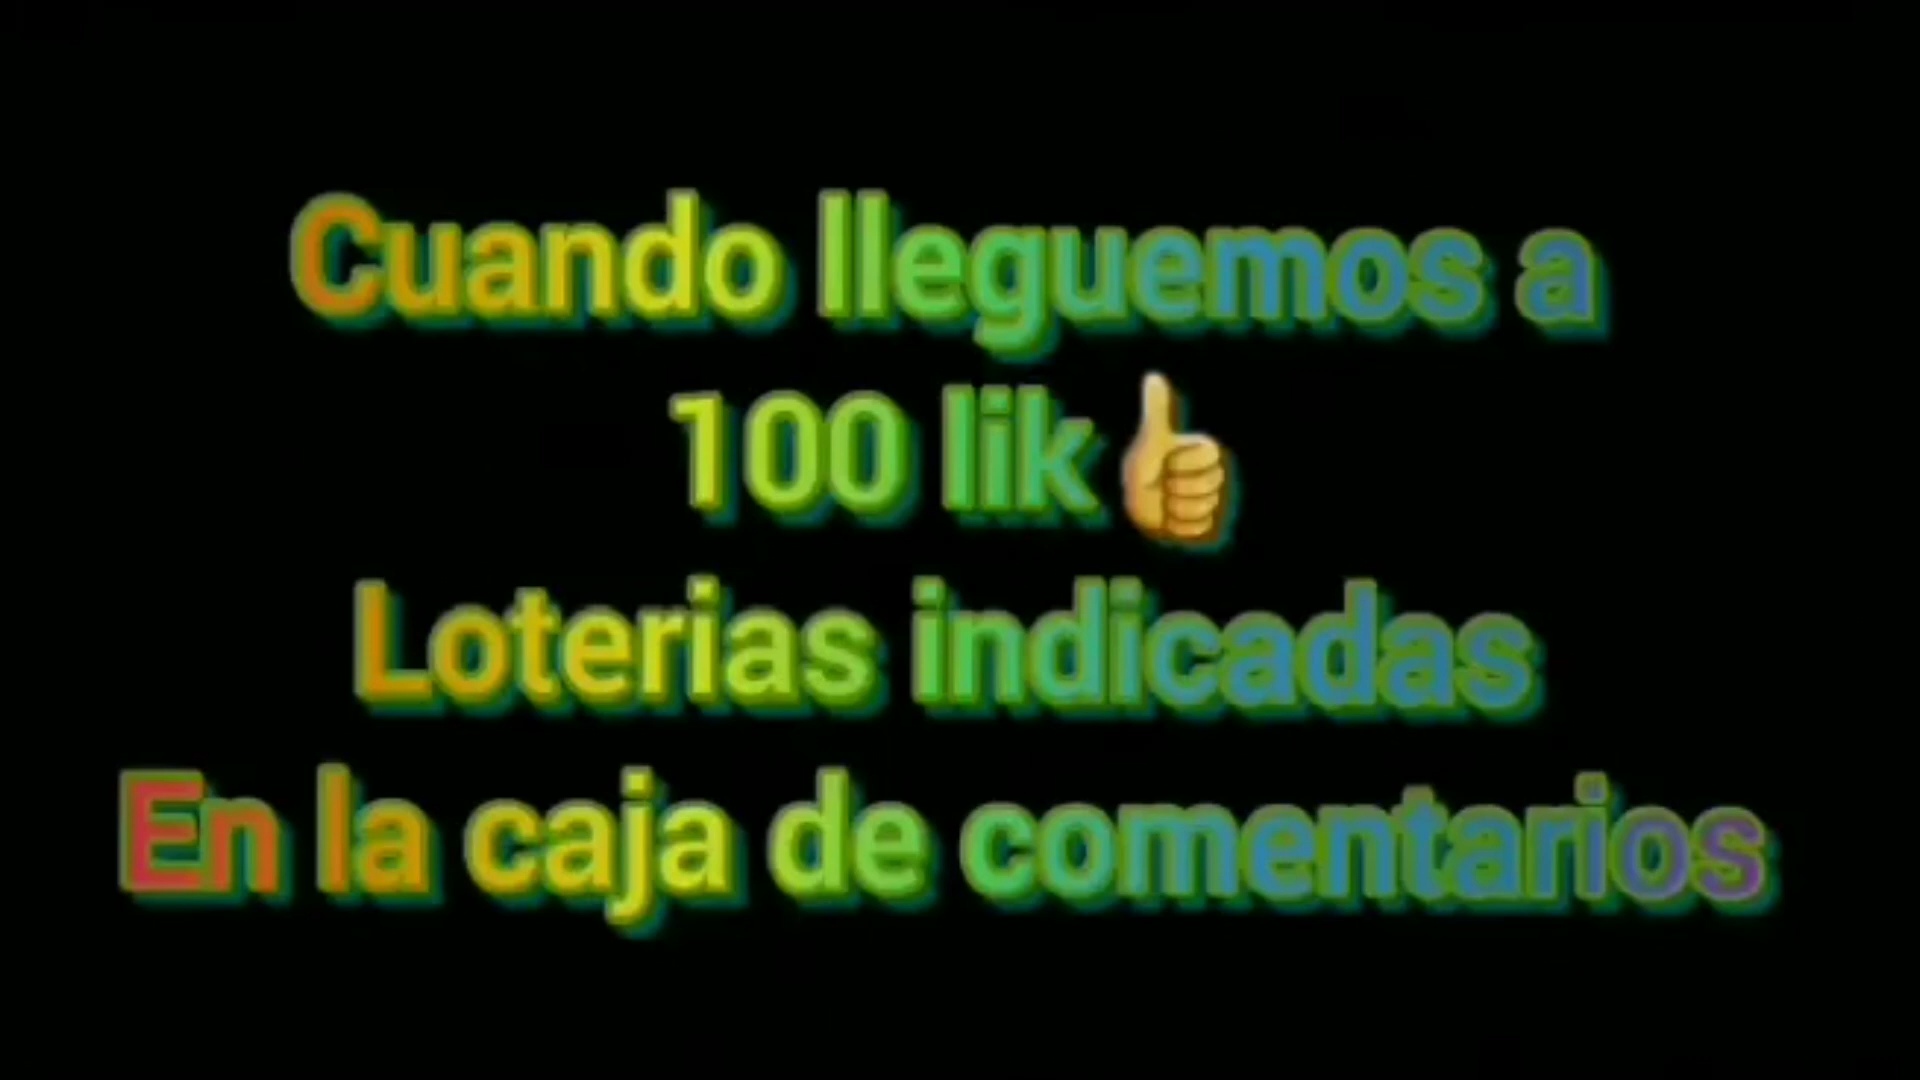 Cuando lleguemos a
100 lik👍
Loterias indicadas
En la caja de comentarios